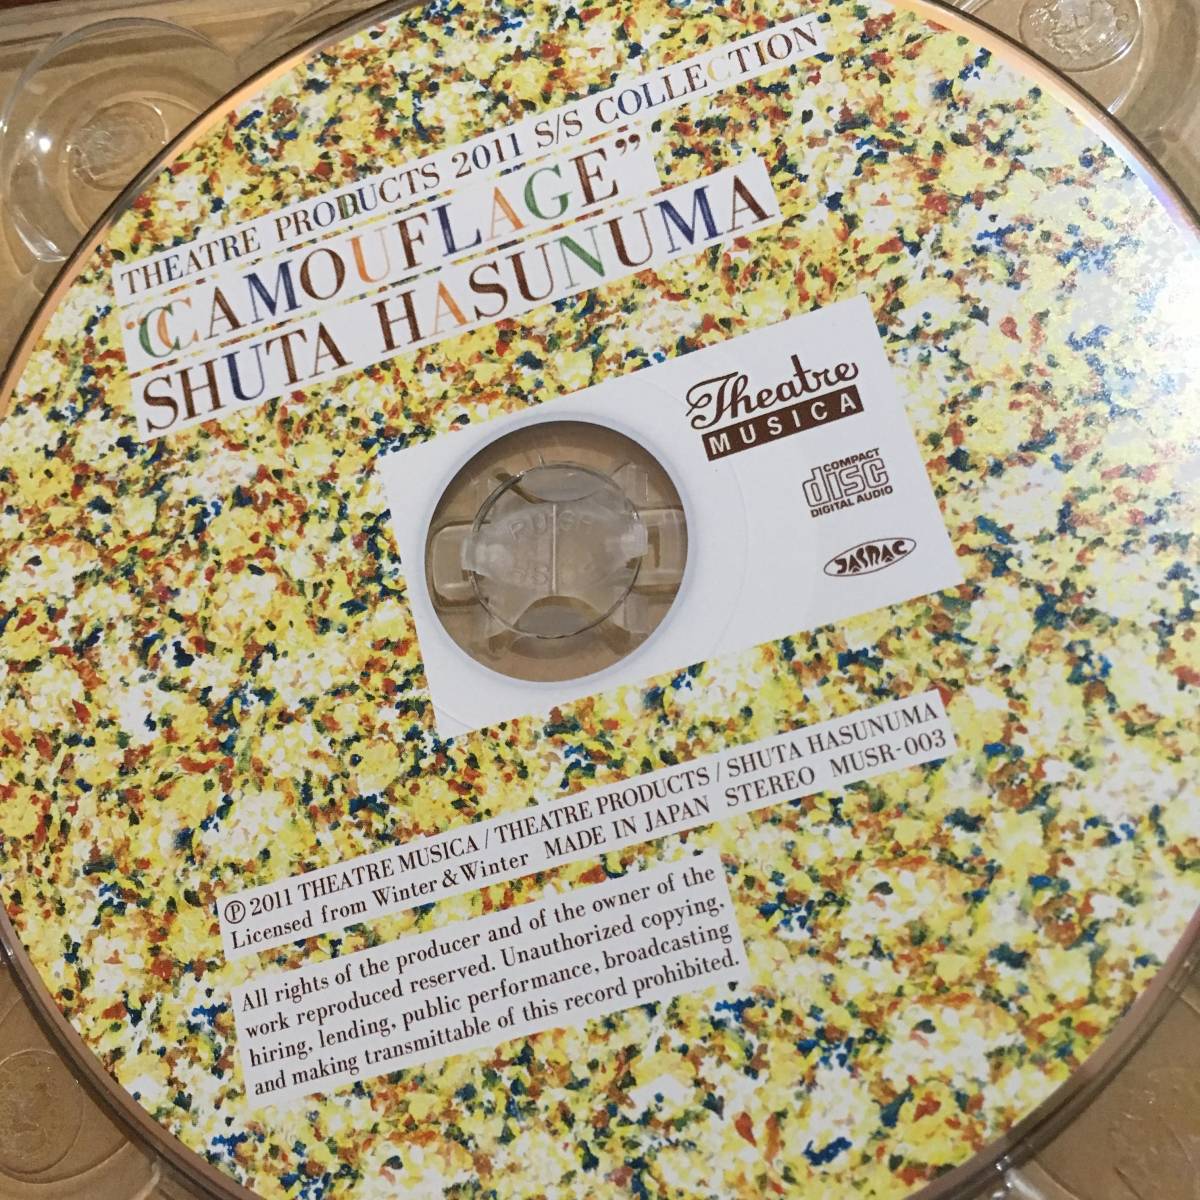 THEATRE PRODUCTS 2011 S/S COLLECTION
"CAMOUFLAGE"
SHUTA HASUNUMA
Theatre
MUSICA
COMPACT
disc
DIGITAL AUDIO
JASRAC
℗ 2011 THEATRE MUSICA / THEATRE PRODUCTS / SHUTA HASUNUMA
Licensed from Winter & Winter MADE IN JAPAN STEREO MUSR-003
All rights of the producer and of the owner of the
work reproduced reserved. Unauthorized copying,
hiring, lending, public performance, broadcasting
and making transmittable of this record prohibited.